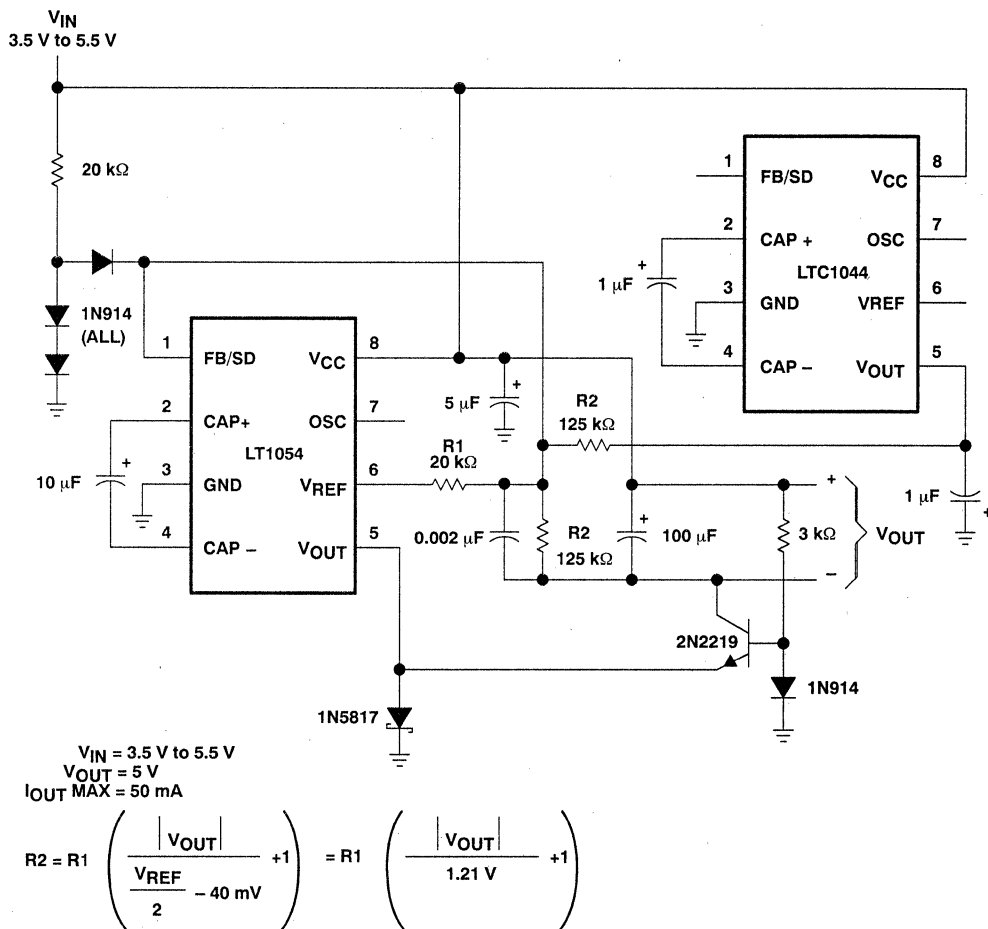 VIN
3.5 V to 5.5 V
20 kΩ
1N914
(ALL)
1 FB/SD VCC 8
2 CAP+ OSC 7
LT1054
3 GND VREF 6
4 CAP – VOUT 5
10 μF
+
5 μF
+
R1
20 kΩ
R2
125 kΩ
0.002 μF
R2
125 kΩ
+
100 μF
3 kΩ
+
VOUT
–
1 FB/SD VCC 8
2 CAP + OSC 7
LTC1044
3 GND VREF 6
4 CAP – VOUT 5
1 μF
+
1 μF
+
2N2219
1N914
1N5817
VIN = 3.5 V to 5.5 V
VOUT = 5 V
IOUT MAX = 50 mA
R2 = R1 ( |VOUT| / (VREF / 2 – 40 mV) +1 ) = R1 ( |VOUT| / 1.21 V +1 )